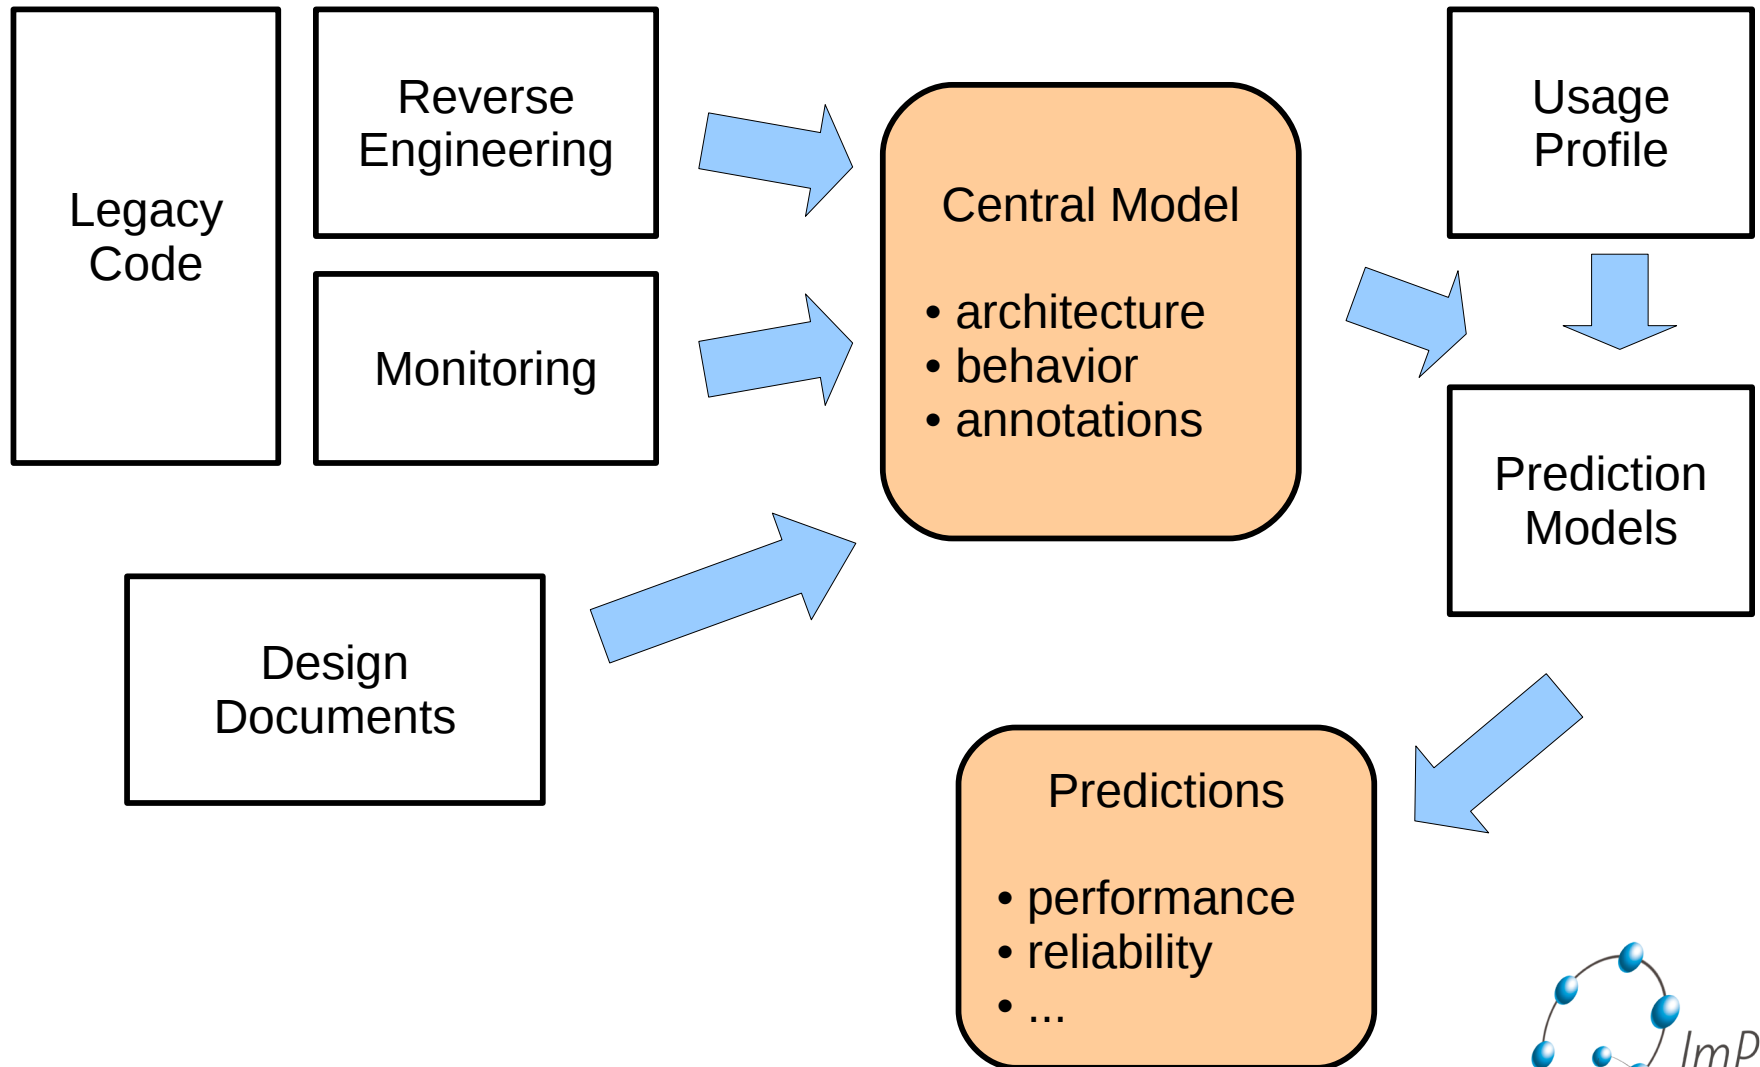 Legacy
Code
Reverse
Engineering
Monitoring
Design
Documents
Central Model
• architecture
• behavior
• annotations
Usage
Profile
Prediction
Models
Predictions
• performance
• reliability
• ...
ImP